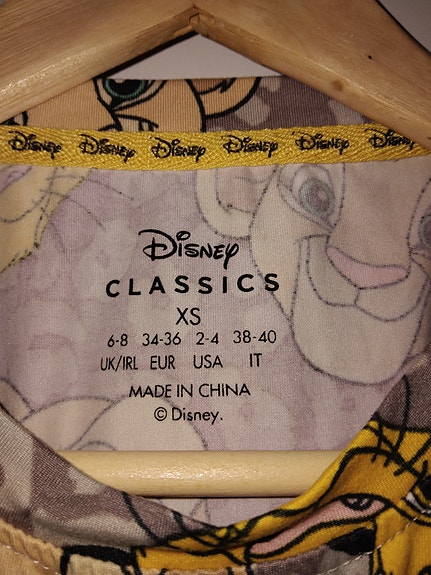 Disney Disney Disney Disney Disney Disney
Disney
CLASSICS
XS
6-8 34-36 2-4 38-40
UK/IRL EUR USA IT
MADE IN CHINA
© Disney.